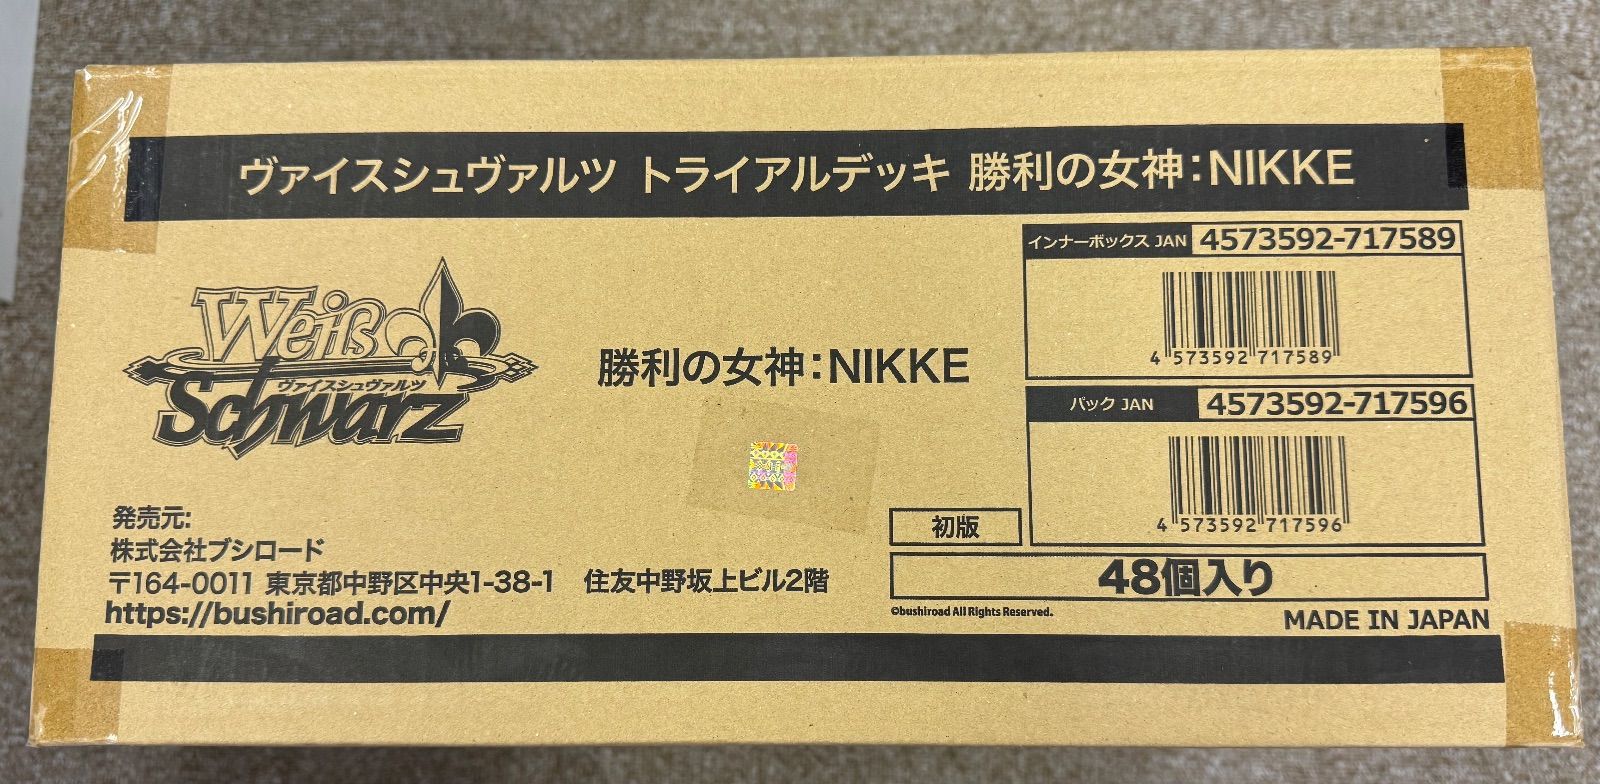 ヴァイスシュヴァルツ トライアルデッキ 勝利の女神：NIKKE
インナーボックス JAN 4573592-717589
4 573592 717589
Weiß
ヴァイスシュヴァルツ
Schwarz
勝利の女神：NIKKE
パック JAN 4573592-717596
4 573592 717596
発売元:
株式会社ブシロード
〒164-0011 東京都中野区中央1-38-1 住友中野坂上ビル2階
https://bushiroad.com/
初版
48個入り
©bushiroad All Rights Reserved.
MADE IN JAPAN